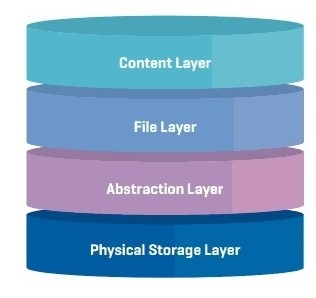 Content Layer
File Layer
Abstraction Layer
Physical Storage Layer